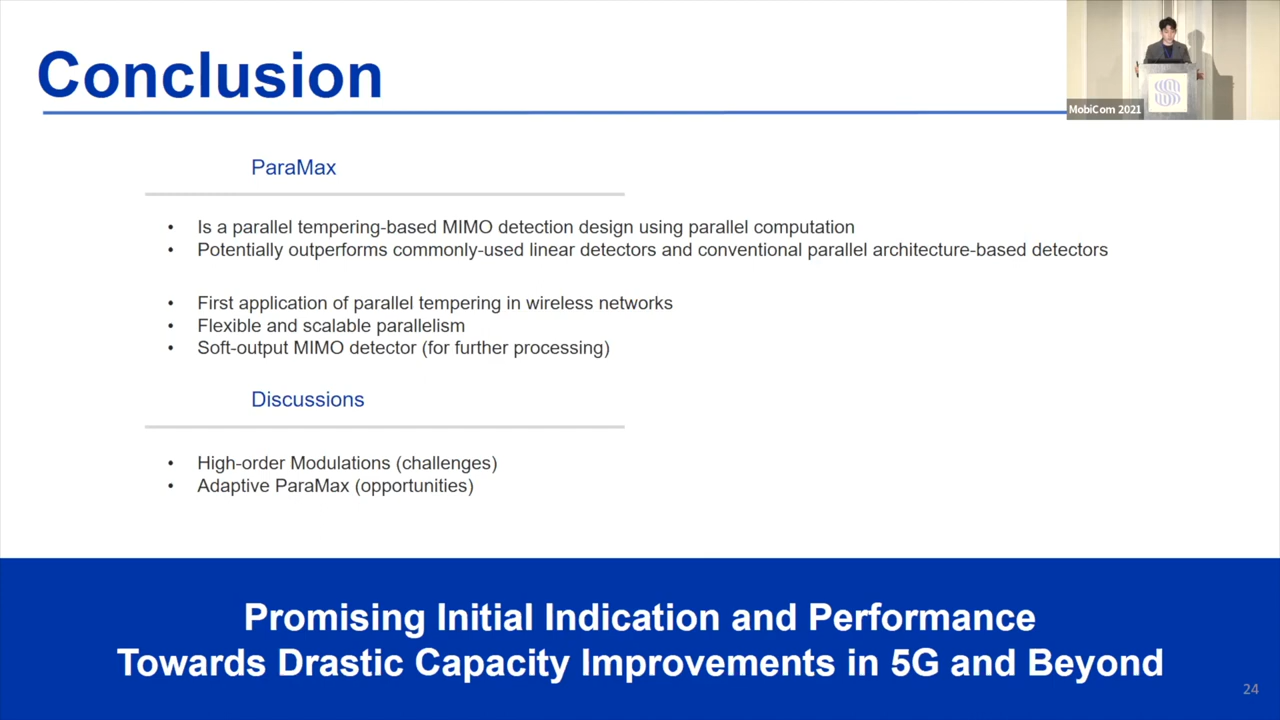 Conclusion
MobiCom 2021
ParaMax
• Is a parallel tempering-based MIMO detection design using parallel computation
• Potentially outperforms commonly-used linear detectors and conventional parallel architecture-based detectors
• First application of parallel tempering in wireless networks
• Flexible and scalable parallelism
• Soft-output MIMO detector (for further processing)
Discussions
• High-order Modulations (challenges)
• Adaptive ParaMax (opportunities)
Promising Initial Indication and Performance
Towards Drastic Capacity Improvements in 5G and Beyond
24